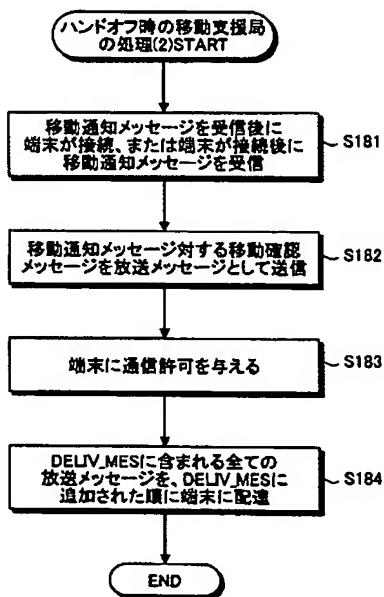 ハンドオフ時の移動支援局
の処理(2)START
移動通知メッセージを受信後に
端末が接続、または端末が接続後に
移動通知メッセージを受信
S181
移動通知メッセージ対する移動確認
メッセージを放送メッセージとして送信
S182
端末に通信許可を与える
S183
DELIV_MESに含まれる全ての
放送メッセージを、DELIV_MESに
追加された順に端末に配達
S184
END